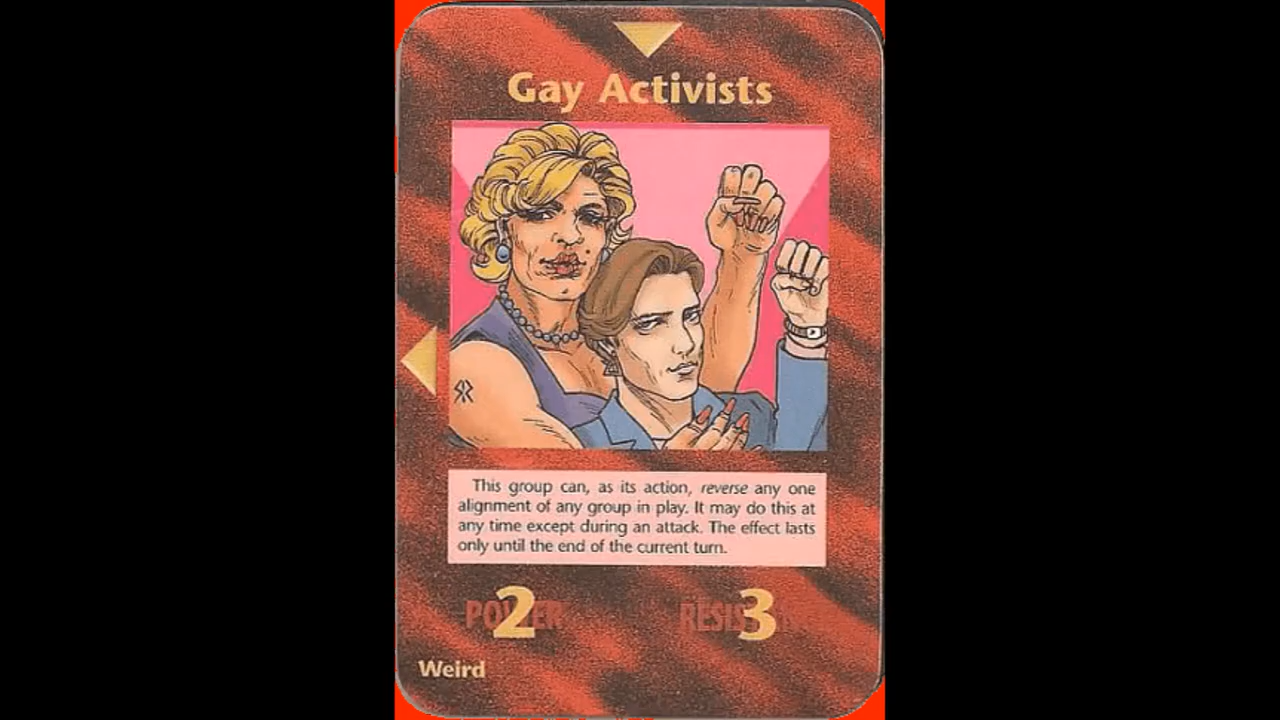 Gay Activists
This group can, as its action, reverse any one
alignment of any group in play. It may do this at
any time except during an attack. The effect lasts
only until the end of the current turn.
POWER 2 RESISTANCE 3
Weird